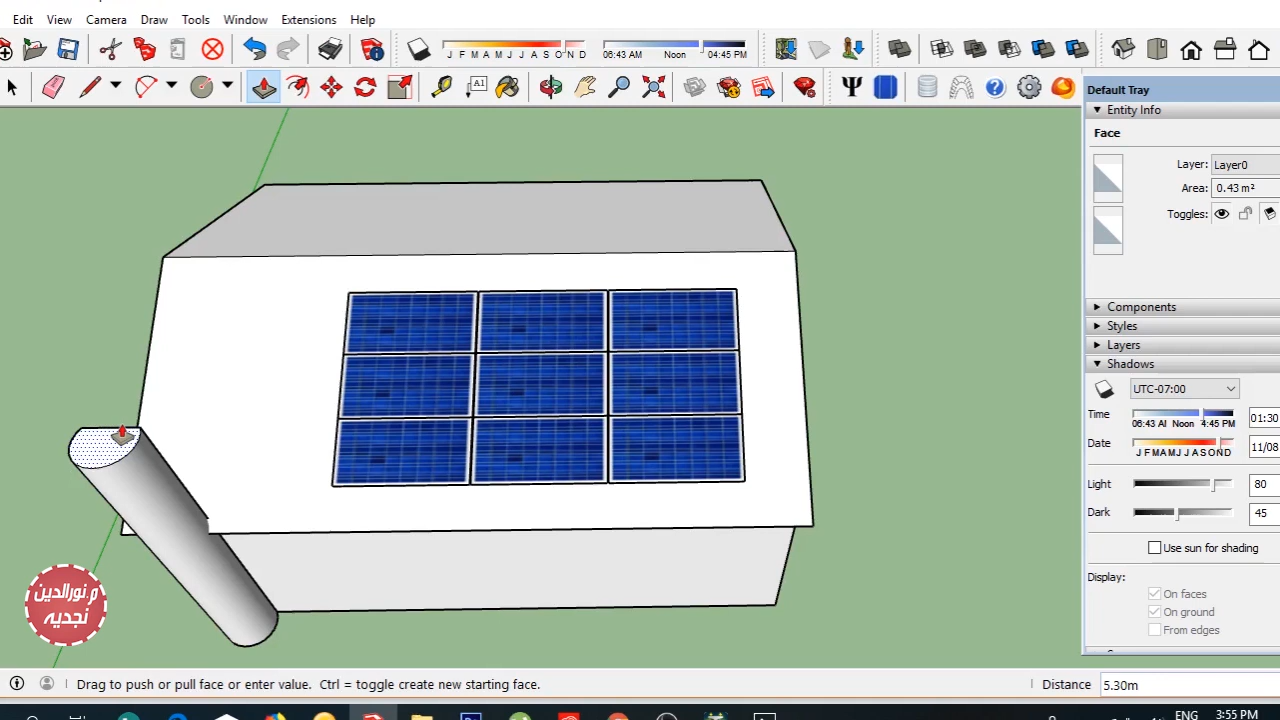 Edit View Camera Draw Tools Window Extensions Help
J F M A M J J A S O N D 06:43 AM Noon 04:45 PM
Default Tray
Entity Info
Face
Layer: Layer0
Area: 0.43 m²
Toggles:
Components
Styles
Layers
Shadows
UTC-07:00
Time 06:43 AI Noon 4:45 PM 01:30
Date J F M A M J J A S O N D 11/08
Light 80
Dark 45
Use sun for shading
Display:
On faces
On ground
From edges
م.نورالدين
نجديه
Drag to push or pull face or enter value. Ctrl = toggle create new starting face. Distance 5.30m
ENG 3:55 PM